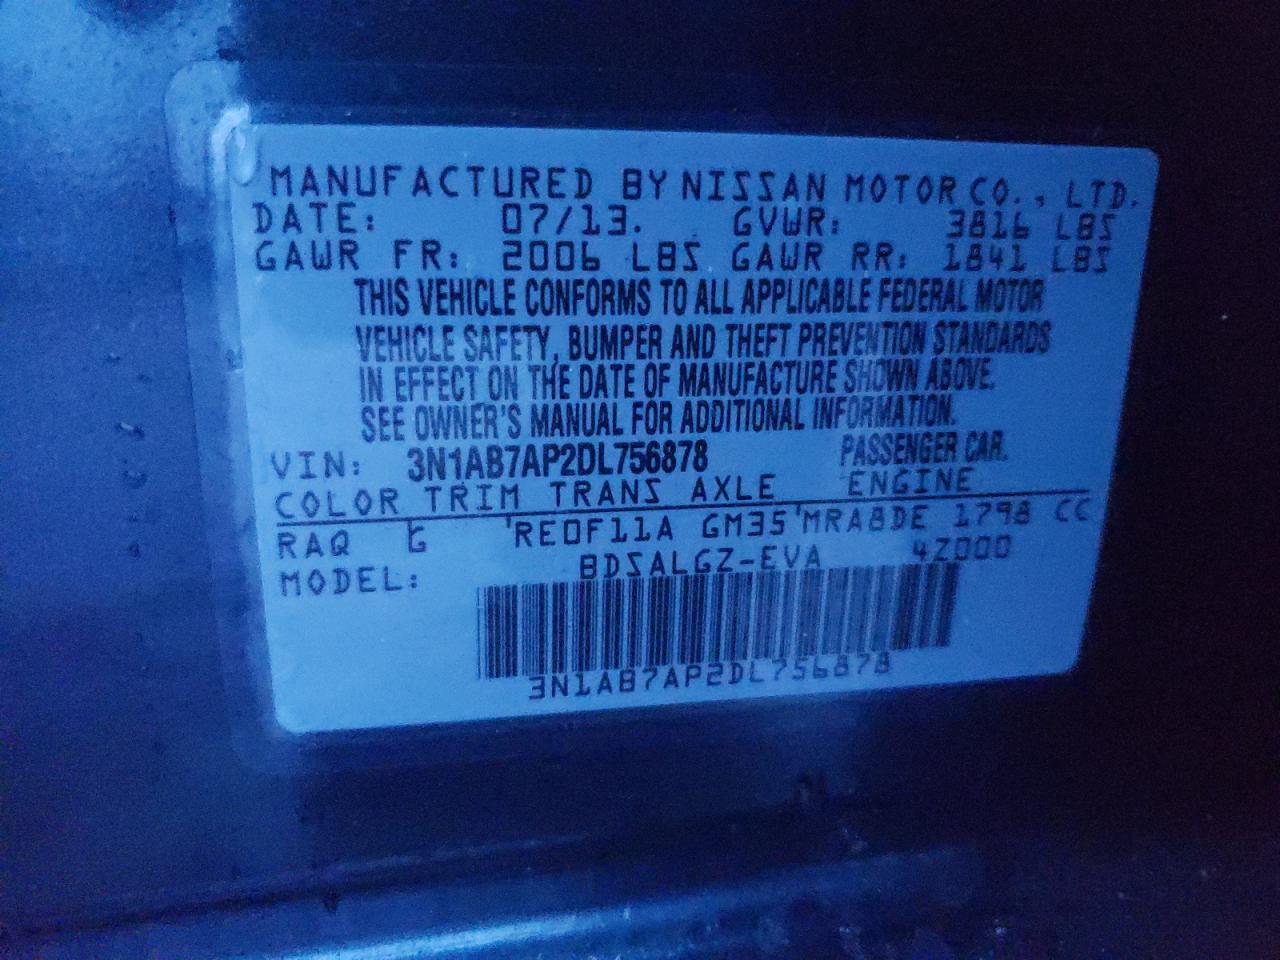 MANUFACTURED BY NISSAN MOTOR CO., LTD.
DATE: 07/13. GVWR: 3816 LBS
GAWR FR: 2006 LBS GAWR RR: 1841 LBS
THIS VEHICLE CONFORMS TO ALL APPLICABLE FEDERAL MOTOR
VEHICLE SAFETY, BUMPER AND THEFT PREVENTION STANDARDS
IN EFFECT ON THE DATE OF MANUFACTURE SHOWN ABOVE.
SEE OWNER'S MANUAL FOR ADDITIONAL INFORMATION.
VIN: 3N1AB7AP2DL756878 PASSENGER CAR.
COLOR TRIM TRANS AXLE ENGINE
RAQ G 'RE0F11A GM35'MRA8DE 1798 CC
MODEL: BDSALGZ-EVA 4Z000
3N1AB7AP2DL756878